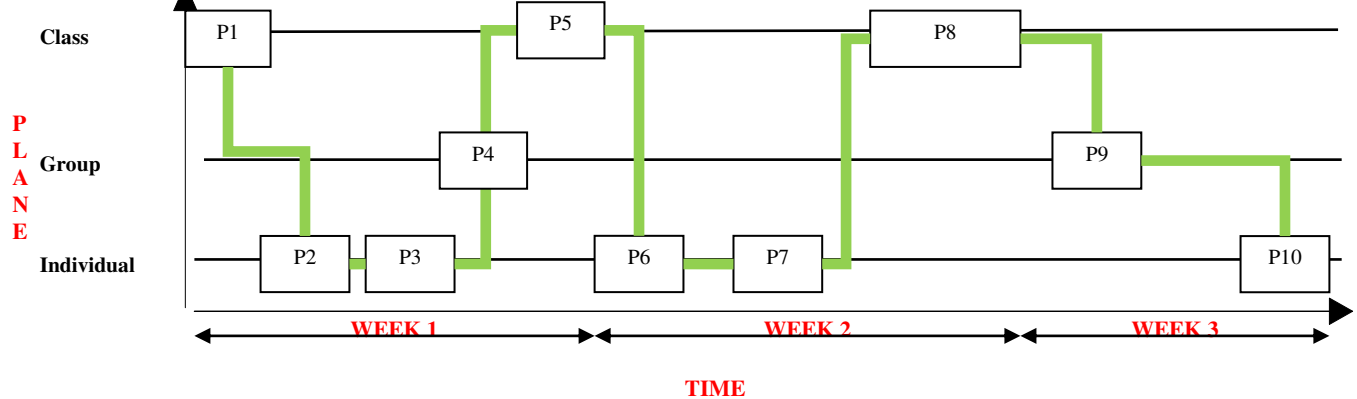 P1
P5
P8
Class
P
L
A
N
E
P4
P9
Group
P2
P3
P6
P7
P10
Individual
WEEK 1
WEEK 2
WEEK 3
TIME